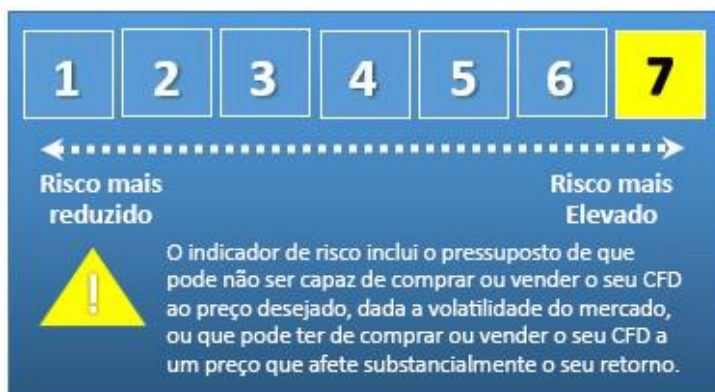 1 2 3 4 5 6 7
Risco mais reduzido
Risco mais Elevado
!
O indicador de risco inclui o pressuposto de que
pode não ser capaz de comprar ou vender o seu CFD
ao preço desejado, dada a volatilidade do mercado,
ou que pode ter de comprar ou vender o seu CFD a
um preço que afete substancialmente o seu retorno.